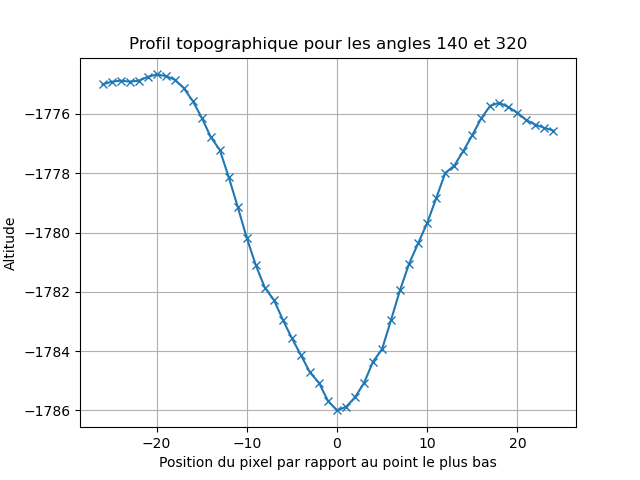 Profil topographique pour les angles 140 et 320
−1776
−1778
−1780
−1782
−1784
−1786
Altitude
−20 −10 0 10 20
Position du pixel par rapport au point le plus bas